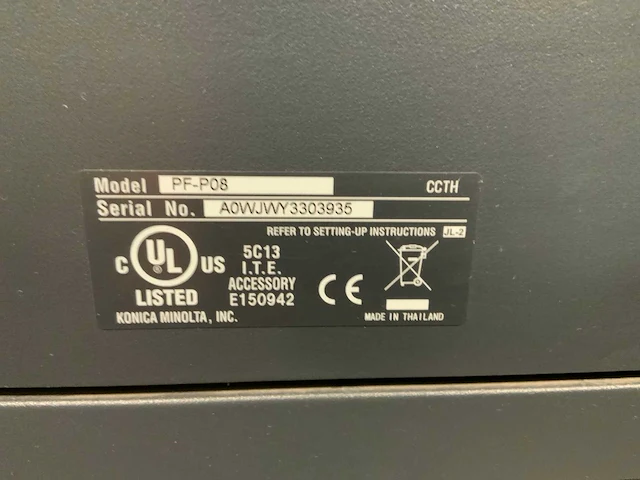 Model PF-P08 CCTH
Serial No. A0WJWY3303935
REFER TO SETTING-UP INSTRUCTIONS JL-2
C UL US
®
LISTED
5C13
I.T.E.
ACCESSORY
E150942
CE
KONICA MINOLTA, INC.
MADE IN THAILAND